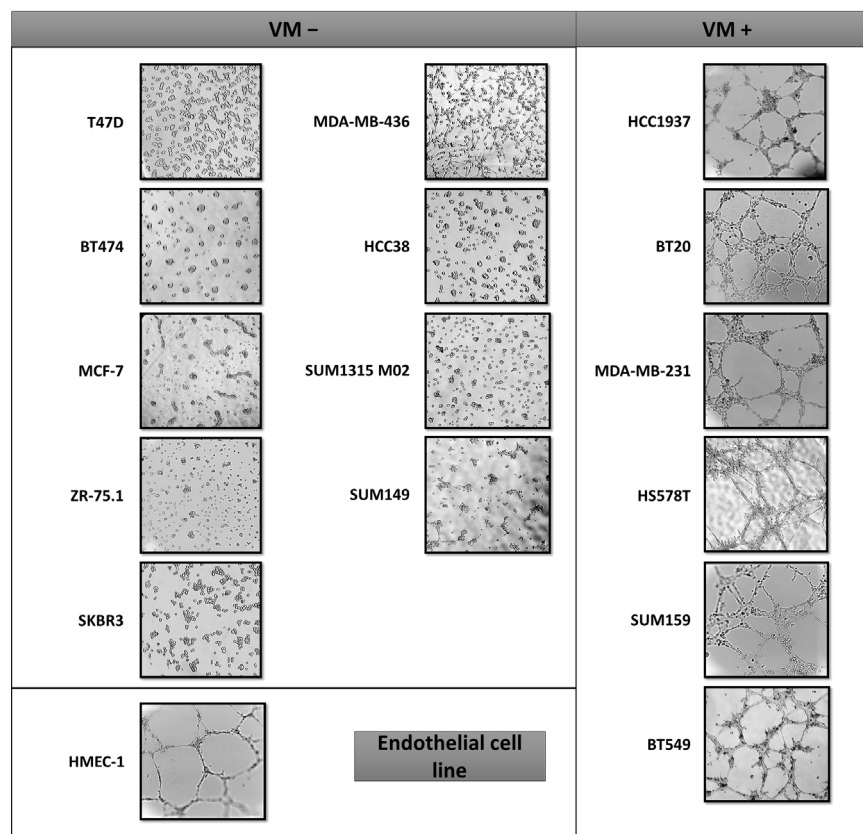 VM –
VM +
T47D
MDA-MB-436
HCC1937
BT474
HCC38
BT20
MCF-7
SUM1315 M02
MDA-MB-231
ZR-75.1
SUM149
HS578T
SKBR3
SUM159
HMEC-1
Endothelial cell
line
BT549